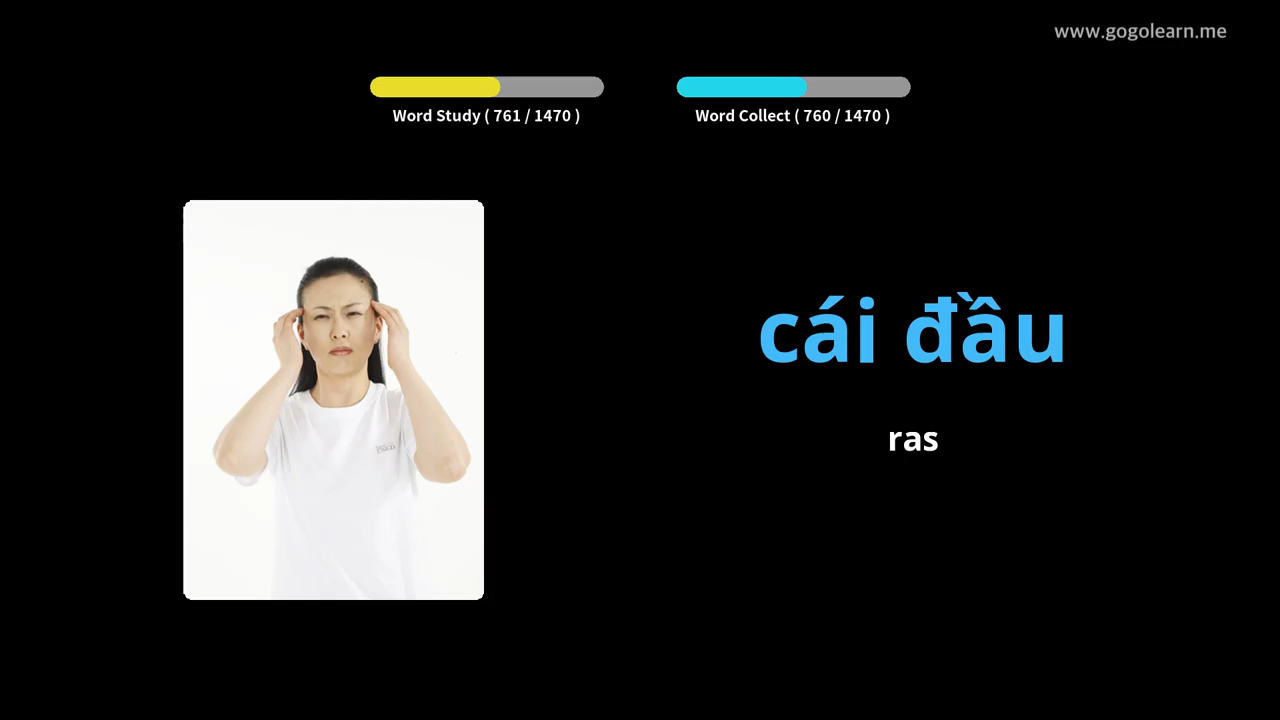 www.gogolearn.me
Word Study ( 761 / 1470 )
Word Collect ( 760 / 1470 )
cái đầu
ras